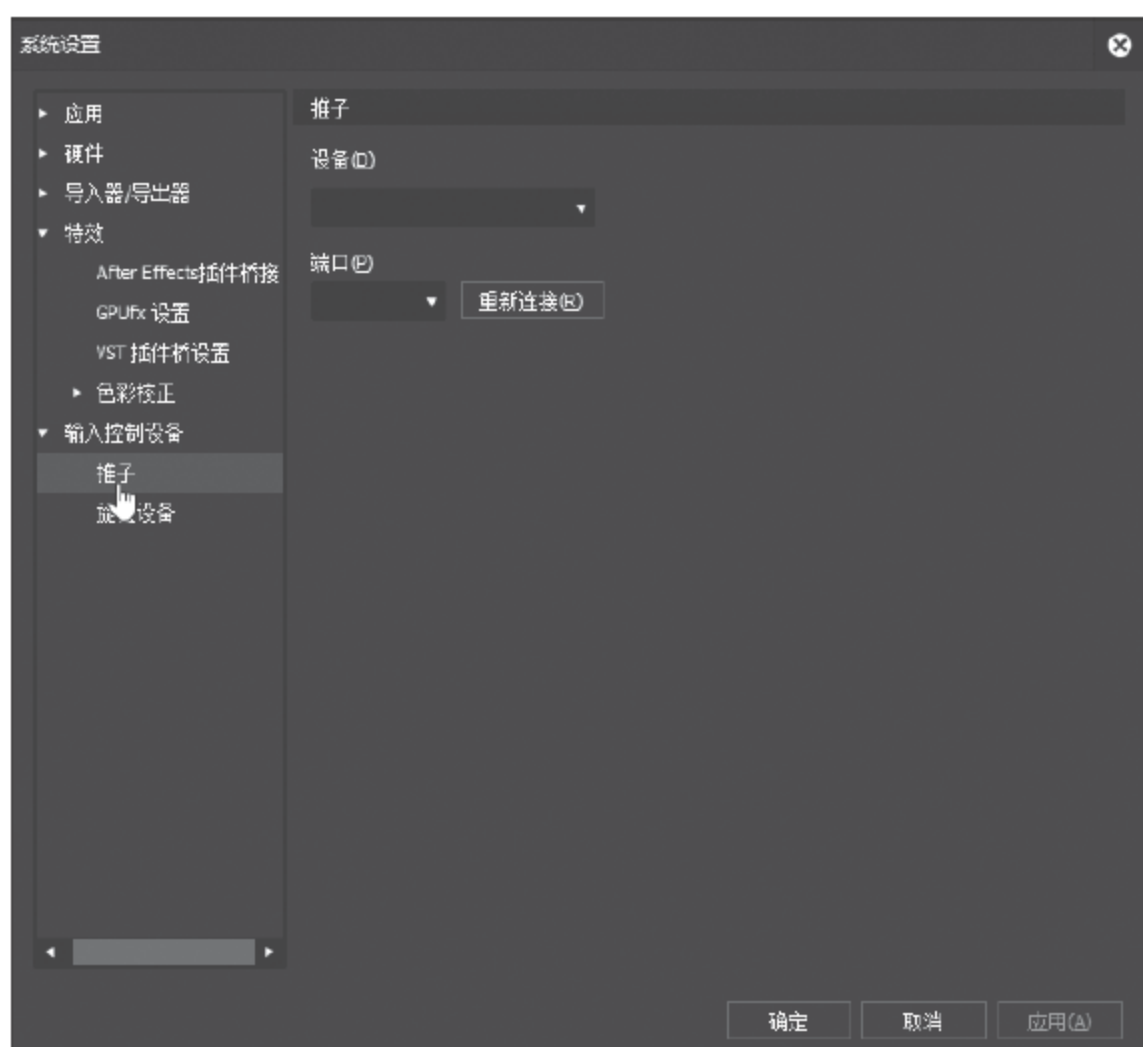 系统设置
应用
硬件
导入器/导出器
特效
After Effects插件桥接
GPUfx 设置
VST 插件桥设置
色彩校正
输入控制设备
推子
设备
推子
设备(D)
端口(P)
重新连接(R)
确定
取消
应用(A)